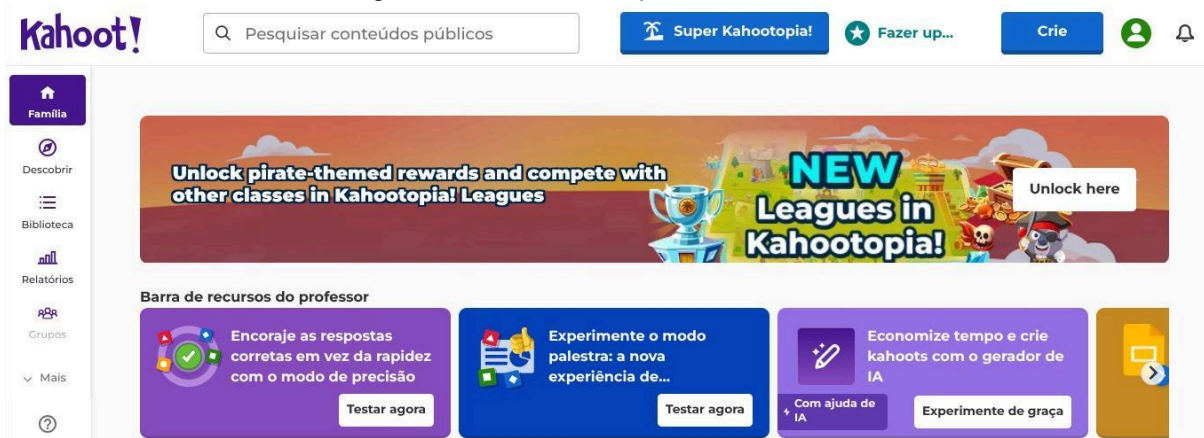 Kahoot!
Pesquisar conteúdos públicos
Super Kahootopia!
Fazer up...
Crie
Família
Descobrir
Biblioteca
Relatórios
Grupos
Mais
Unlock pirate-themed rewards and compete with
other classes in Kahootopia! Leagues
NEW
Leagues in
Kahootopia!
Unlock here
Barra de recursos do professor
Encoraje as respostas
corretas em vez da rapidez
com o modo de precisão
Testar agora
Experimente o modo
palestra: a nova
experiência de...
Testar agora
Economize tempo e crie
kahoots com o gerador de
IA
Com ajuda de
IA
Experimente de graça